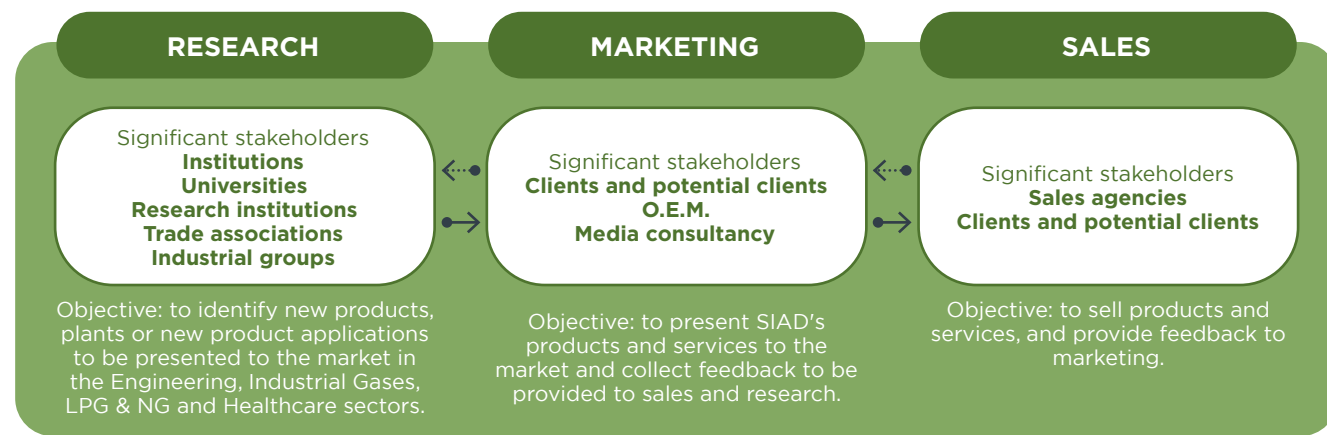 RESEARCH
Significant stakeholders
Institutions
Universities
Research institutions
Trade associations
Industrial groups
Objective: to identify new products,
plants or new product applications
to be presented to the market in
the Engineering, Industrial Gases,
LPG & NG and Healthcare sectors.
MARKETING
Significant stakeholders
Clients and potential clients
O.E.M.
Media consultancy
Objective: to present SIAD's
products and services to the
market and collect feedback to be
provided to sales and research.
SALES
Significant stakeholders
Sales agencies
Clients and potential clients
Objective: to sell products and
services, and provide feedback to
marketing.